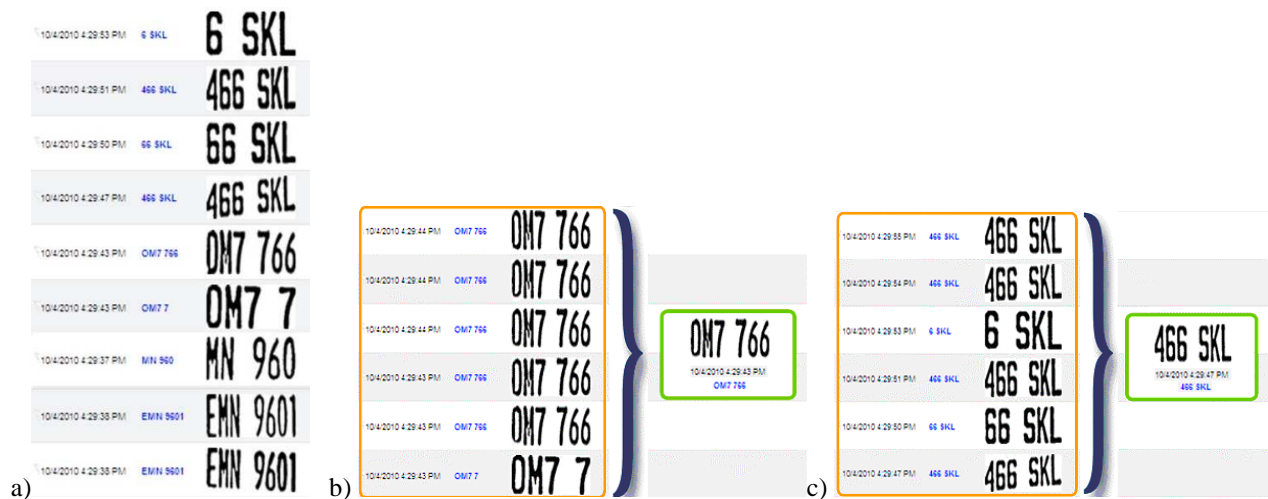 10/4/2010 4:29:53 PM 6 SKL 6 SKL
10/4/2010 4:29:51 PM 466 SKL 466 SKL
10/4/2010 4:29:50 PM 66 SKL 66 SKL
10/4/2010 4:29:47 PM 466 SKL 466 SKL
10/4/2010 4:29:43 PM OM7 766 OM7 766
10/4/2010 4:29:43 PM OM7 7 OM7 7
10/4/2010 4:29:37 PM MN 960 MN 960
10/4/2010 4:29:38 PM EMN 9601 EMN 9601
10/4/2010 4:29:38 PM EMN 9601 EMN 9601
a)
10/4/2010 4:29:44 PM OM7 766 OM7 766
10/4/2010 4:29:44 PM OM7 766 OM7 766
10/4/2010 4:29:44 PM OM7 766 OM7 766
10/4/2010 4:29:43 PM OM7 766 OM7 766
10/4/2010 4:29:43 PM OM7 766 OM7 766
10/4/2010 4:29:43 PM OM7 7 OM7 7
OM7 766
10/4/2010 4:29:43 PM
OM7 766
b)
10/4/2010 4:29:55 PM 466 SKL 466 SKL
10/4/2010 4:29:54 PM 466 SKL 466 SKL
10/4/2010 4:29:53 PM 6 SKL 6 SKL
10/4/2010 4:29:51 PM 466 SKL 466 SKL
10/4/2010 4:29:50 PM 66 SKL 66 SKL
10/4/2010 4:29:47 PM 466 SKL 466 SKL
466 SKL
10/4/2010 4:29:47 PM
466 SKL
c)